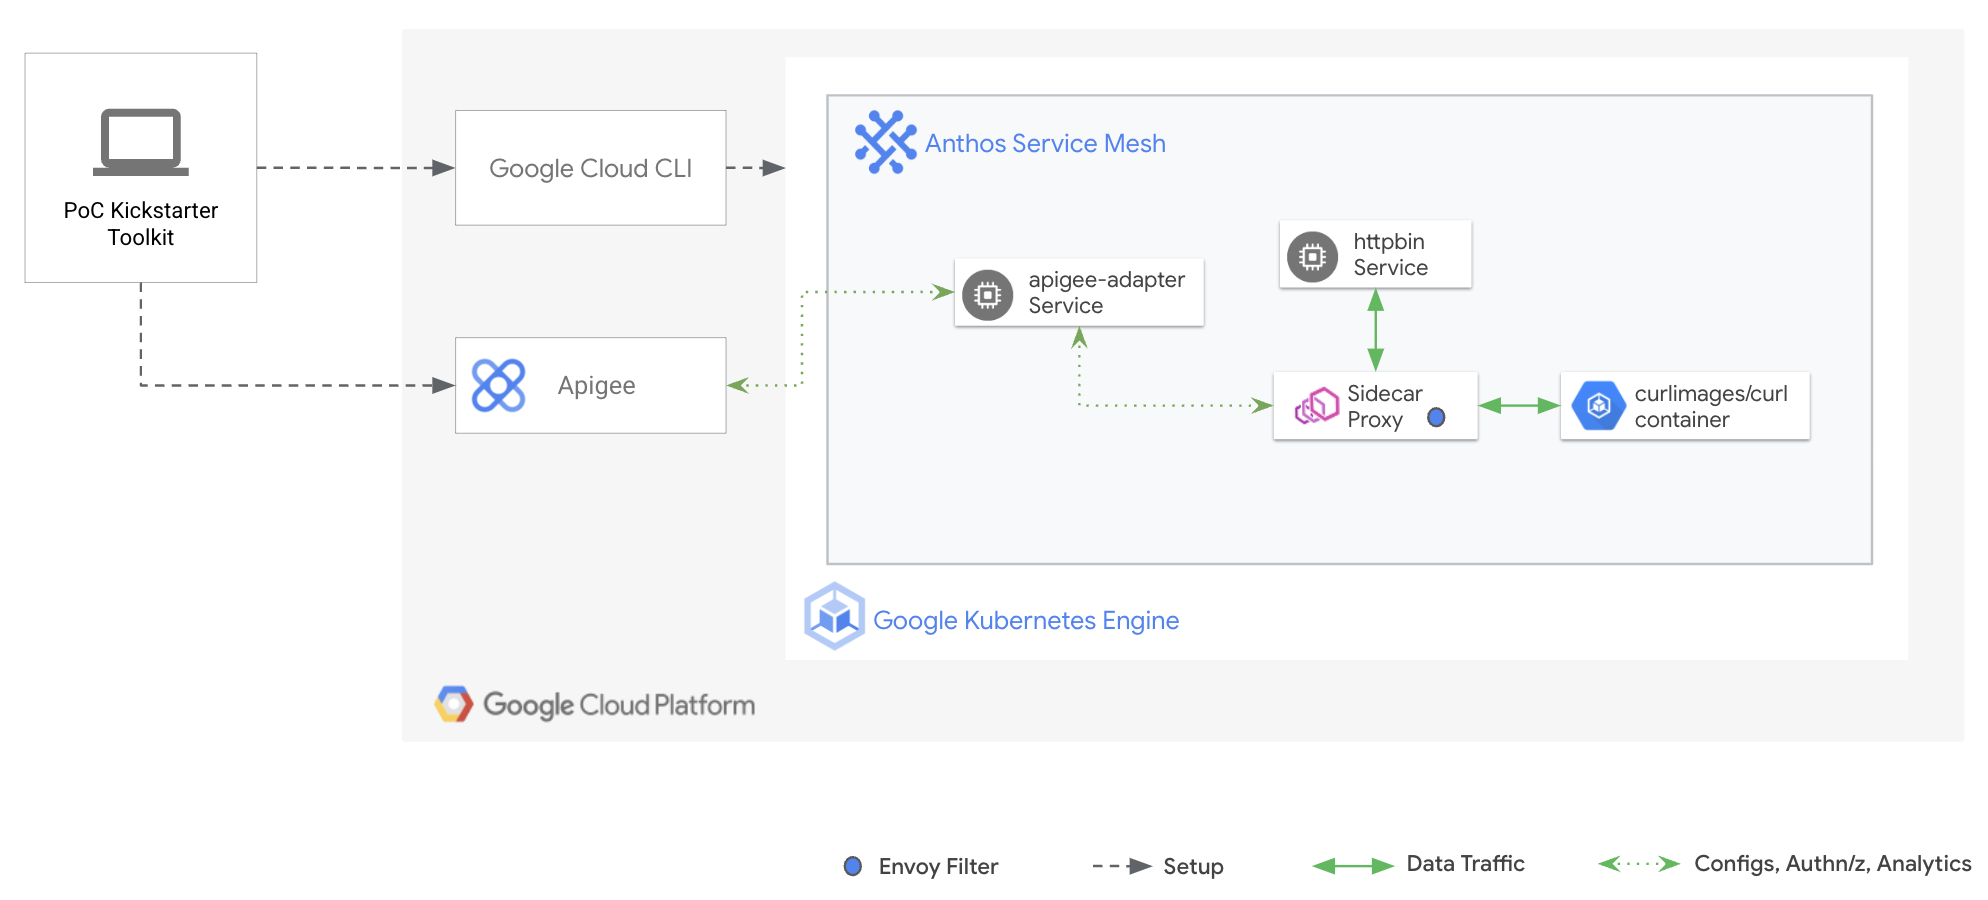 PoC Kickstarter
Toolkit
Google Cloud CLI
Apigee
Anthos Service Mesh
apigee-adapter
Service
httpbin
Service
Sidecar
Proxy
curlimages/curl
container
Google Kubernetes Engine
Google Cloud Platform
Envoy Filter
Setup
Data Traffic
Configs, Authn/z, Analytics